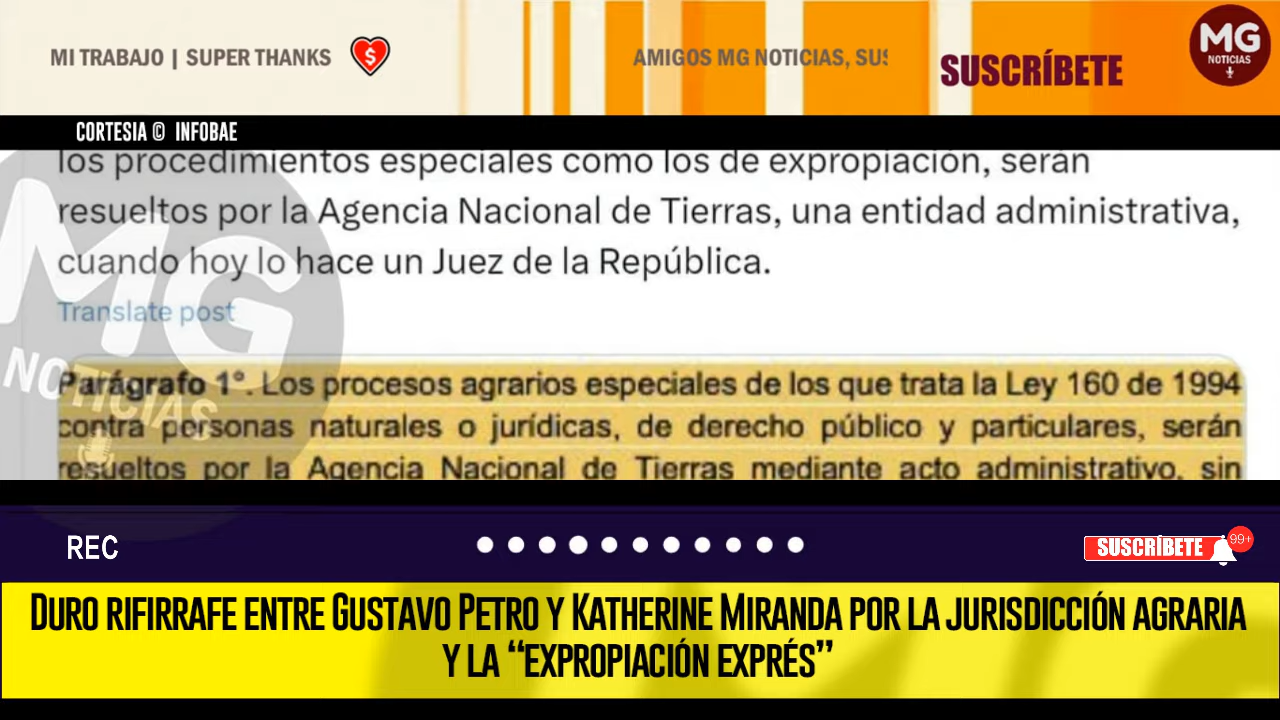 MI TRABAJO | SUPER THANKS
AMIGOS MG NOTICIAS, SUS
SUSCRÍBETE
MG
NOTICIAS
CORTESIA © INFOBAE
los procedimientos especiales como los de expropiación, serán
resueltos por la Agencia Nacional de Tierras, una entidad administrativa,
cuando hoy lo hace un Juez de la República.
Translate post
MG
NOTICIAS
Parágrafo 1°. Los procesos agrarios especiales de los que trata la Ley 160 de 1994
contra personas naturales o jurídicas, de derecho público y particulares, serán
resueltos por la Agencia Nacional de Tierras mediante acto administrativo, sin
REC
SUSCRÍBETE
99+
DURO RIFIRRAFE ENTRE GUSTAVO PETRO Y KATHERINE MIRANDA POR LA JURISDICCIÓN AGRARIA
Y LA “EXPROPIACIÓN EXPRÉS”